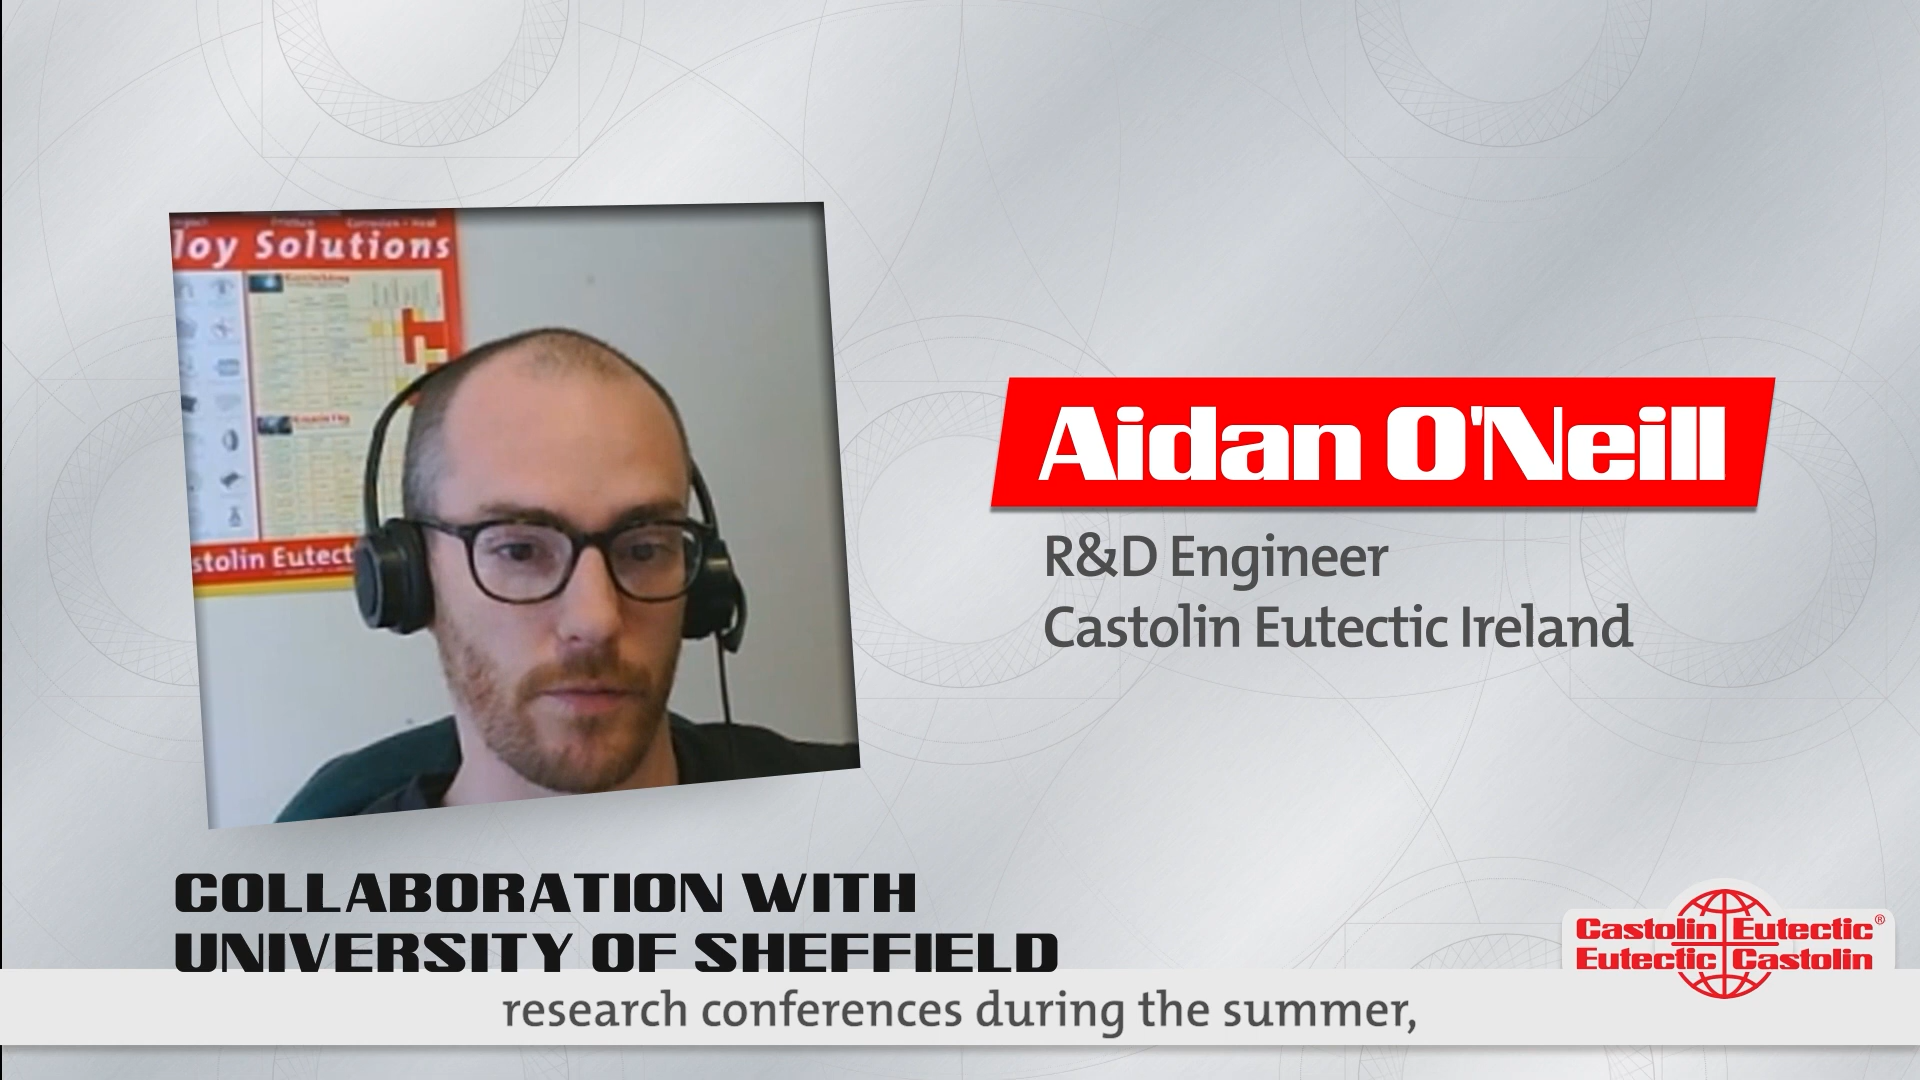 loy Solutions
stolin Eutect
Aidan O'Neill
R&D Engineer
Castolin Eutectic Ireland
COLLABORATION WITH
UNIVERSITY OF SHEFFIELD
Castolin Eutectic®
Eutectic Castolin
research conferences during the summer,